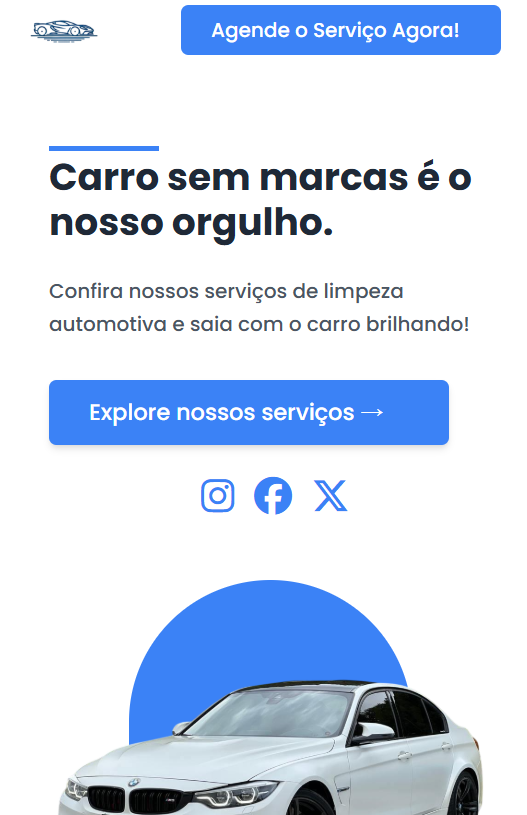 Agende o Serviço Agora!
Carro sem marcas é o
nosso orgulho.
Confira nossos serviços de limpeza
automotiva e saia com o carro brilhando!
Explore nossos serviços →